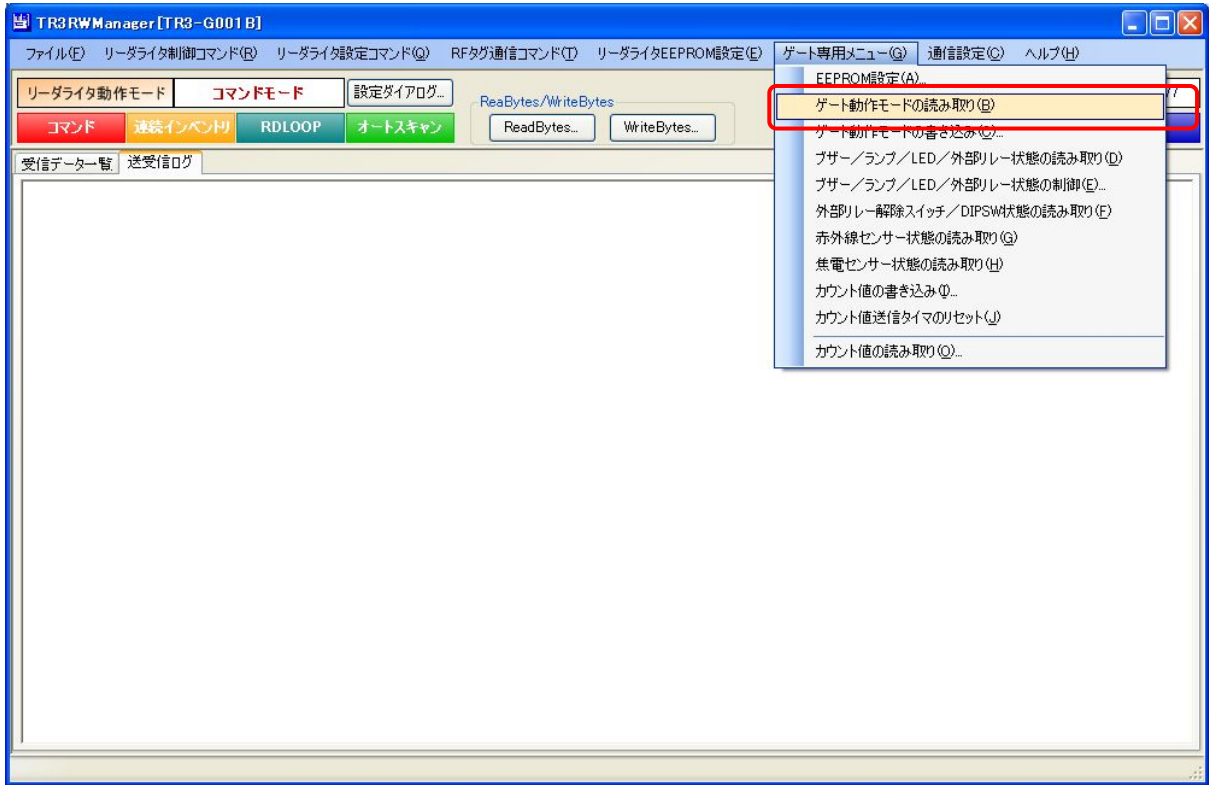 TR3RWManager[TR3-G001B]
ファイル(F) リーダライタ制御コマンド(R) リーダライタ設定コマンド(Q) RFタグ通信コマンド(T) リーダライタEEPROM設定(E) ゲート専用メニュー(G) 通信設定(C) ヘルプ(H)
リーダライタ動作モード コマンドモード 設定ダイアログ...
コマンド 連続インベントリ RDLOOP オートスキャン
ReaBytes/WriteBytes
ReadBytes... WriteBytes...
EEPROM設定(A)...
ゲート動作モードの読み取り(B)
ゲート動作モードの書き込み(C)...
ブザー/ランプ/LED/外部リレー状態の読み取り(D)
ブザー/ランプ/LED/外部リレー状態の制御(E)...
外部リレー解除スイッチ/DIPSW状態の読み取り(F)
赤外線センサー状態の読み取り(G)
焦電センサー状態の読み取り(H)
カウント値の書き込み(I)...
カウント値送信タイマのリセット(J)
カウント値の読み取り(O)...
受信データ一覧 送受信ログ